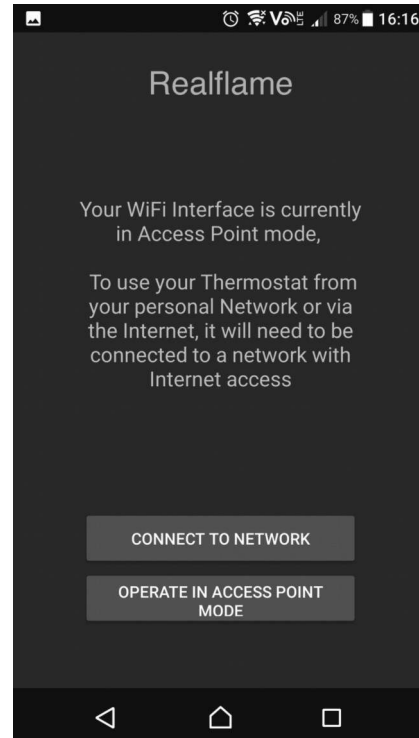 87% 16:16
Realflame
Your WiFi Interface is currently
in Access Point mode,
To use your Thermostat from
your personal Network or via
the Internet, it will need to be
connected to a network with
Internet access
CONNECT TO NETWORK
OPERATE IN ACCESS POINT
MODE